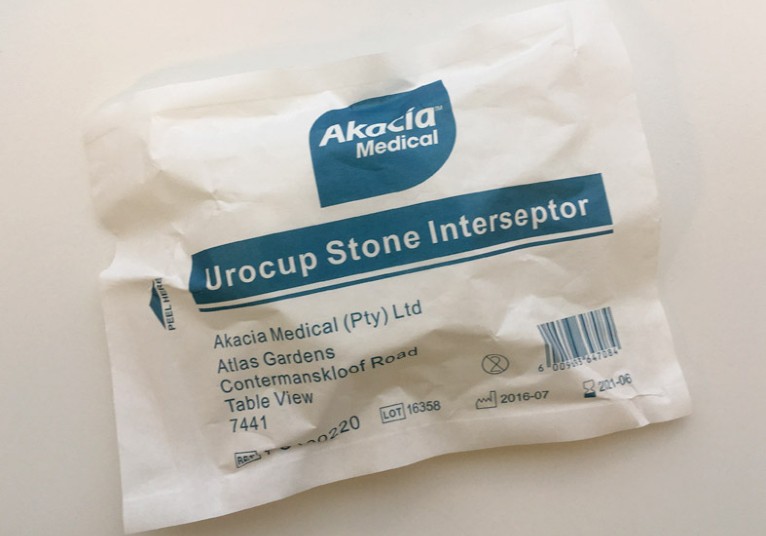 Akacia™
Medical
Urocup Stone Interseptor
PEEL HERE
Akacia Medical (Pty) Ltd
Atlas Gardens
Contermanskloof Road
Table View
7441
LOT 16358
2016-07